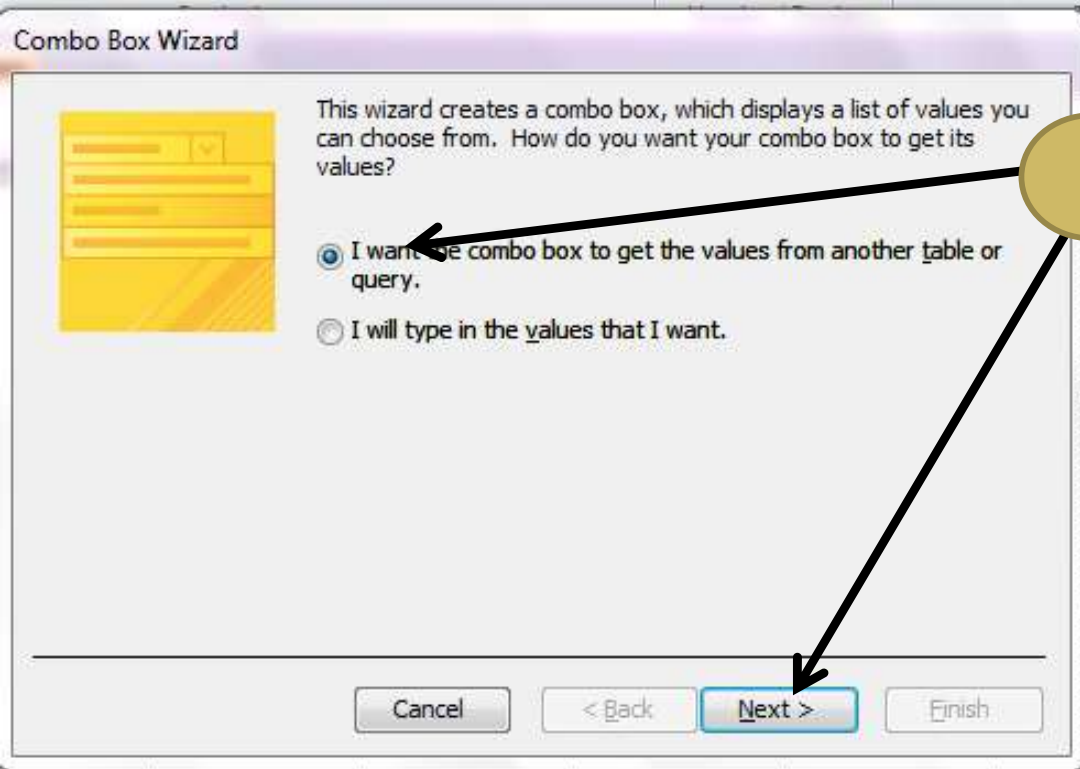 Combo Box Wizard
This wizard creates a combo box, which displays a list of values you
can choose from. How do you want your combo box to get its
values?
I want the combo box to get the values from another table or
query.
I will type in the values that I want.
Cancel
< Back
Next >
Finish